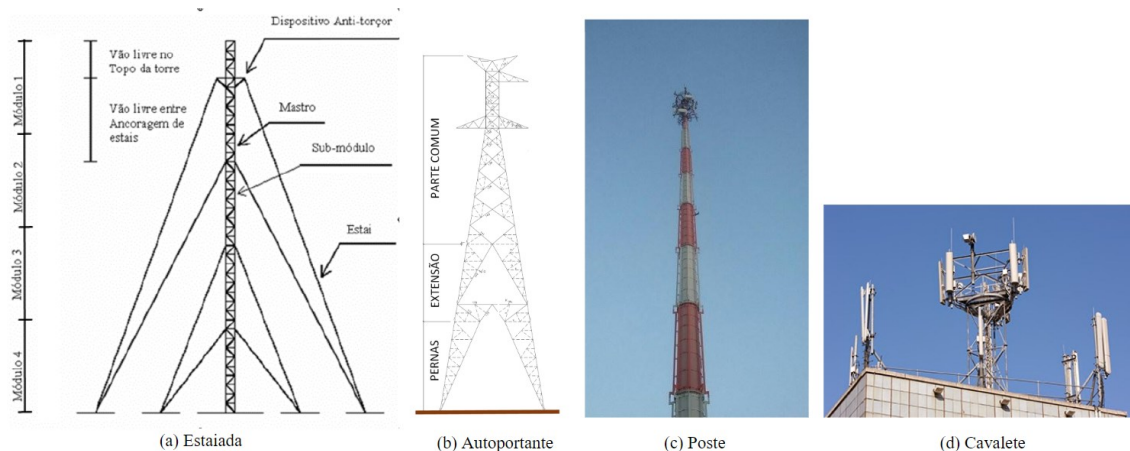 Dispositivo Anti-torçor
Vão livre no
Topo da torre
Vão livre entre
Ancoragem de
estais
Mastro
Sub-módulo
Estai
Módulo 1
Módulo 2
Módulo 3
Módulo 4
(a) Estaiada
PARTE COMUM
EXTENSÃO
PERNAS
(b) Autoportante
(c) Poste
(d) Cavalete